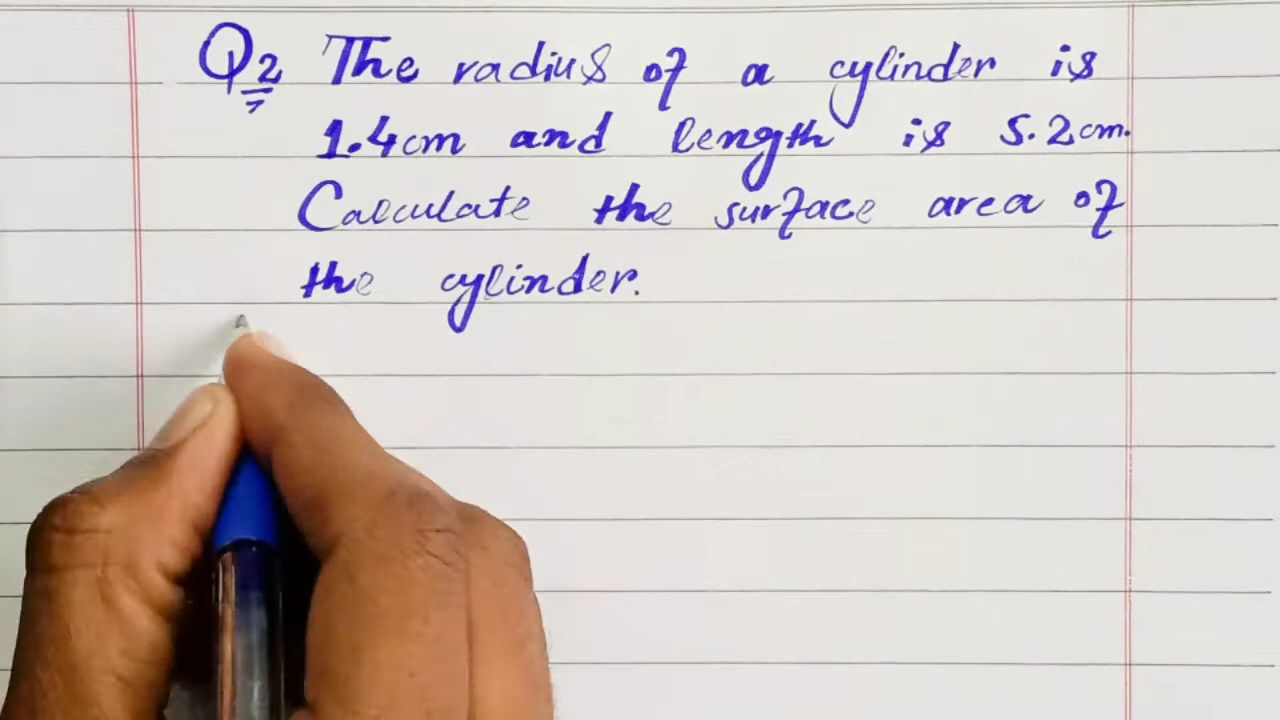 Q2 The radius of a cylinder is
1.4cm and length is 5.2cm.
Calculate the surface area of
the cylinder.